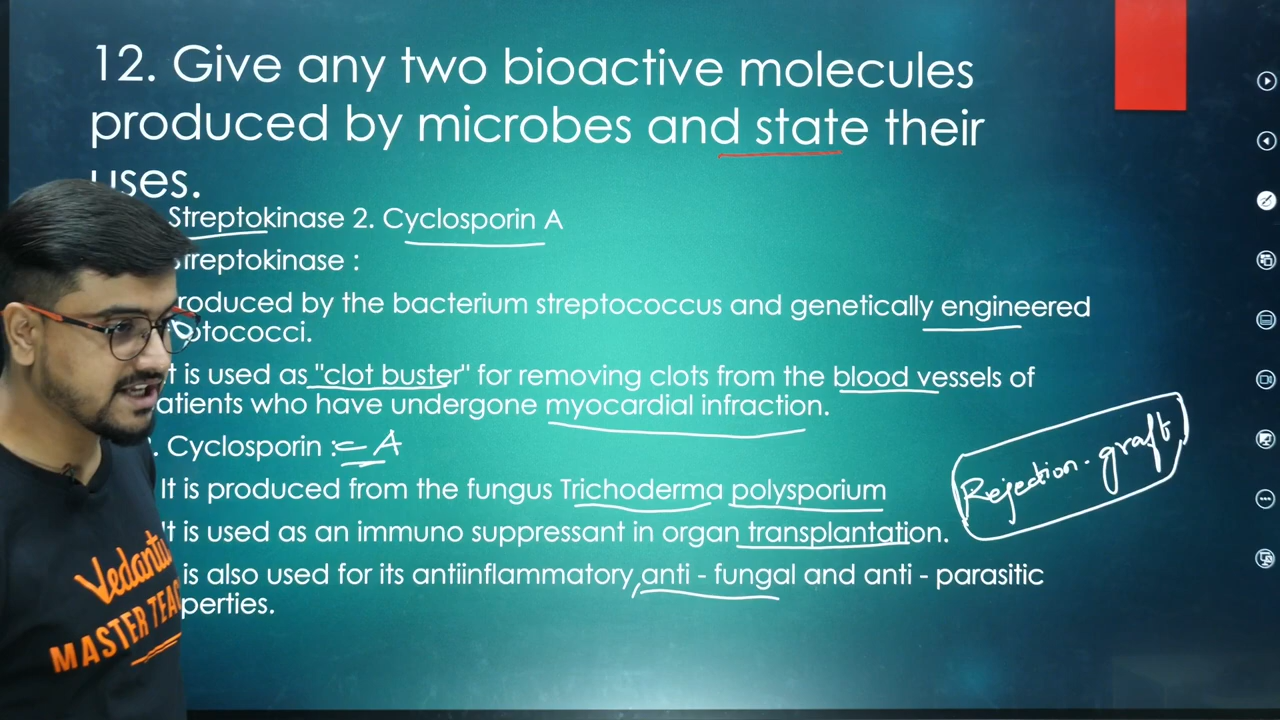 12. Give any two bioactive molecules
produced by microbes and state their
uses.
Streptokinase 2. Cyclosporin A
Streptokinase :
roduced by the bacterium streptococcus and genetically engineered
tococci.
t is used as "clot buster" for removing clots from the blood vessels of
atients who have undergone myocardial infraction.
. Cyclosporin : - A
It is produced from the fungus Trichoderma polysporium
t is used as an immuno suppressant in organ transplantation.
is also used for its antiinflammatory, anti - fungal and anti - parasitic
perties.
Rejection - graft
Vedantu
MASTER TEAC